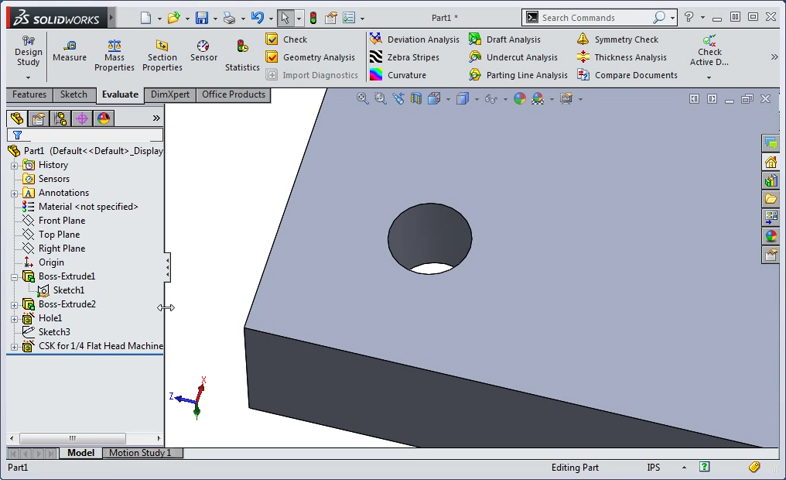 SOLIDWORKS
Part1 *
Search Commands
?
Design Study
Measure
Mass Properties
Section Properties
Sensor
Statistics
Check
Geometry Analysis
Import Diagnostics
Deviation Analysis
Zebra Stripes
Curvature
Draft Analysis
Undercut Analysis
Parting Line Analysis
Symmetry Check
Thickness Analysis
Compare Documents
Check Active D...
Features
Sketch
Evaluate
DimXpert
Office Products
»
Part1 (Default<<Default>_Display
History
Sensors
Annotations
Material <not specified>
Front Plane
Top Plane
Right Plane
Origin
Boss-Extrude1
Sketch1
Boss-Extrude2
Hole1
Sketch3
CSK for 1/4 Flat Head Machine
X
Z
Y
Model
Motion Study 1
Part1
Editing Part
IPS
?